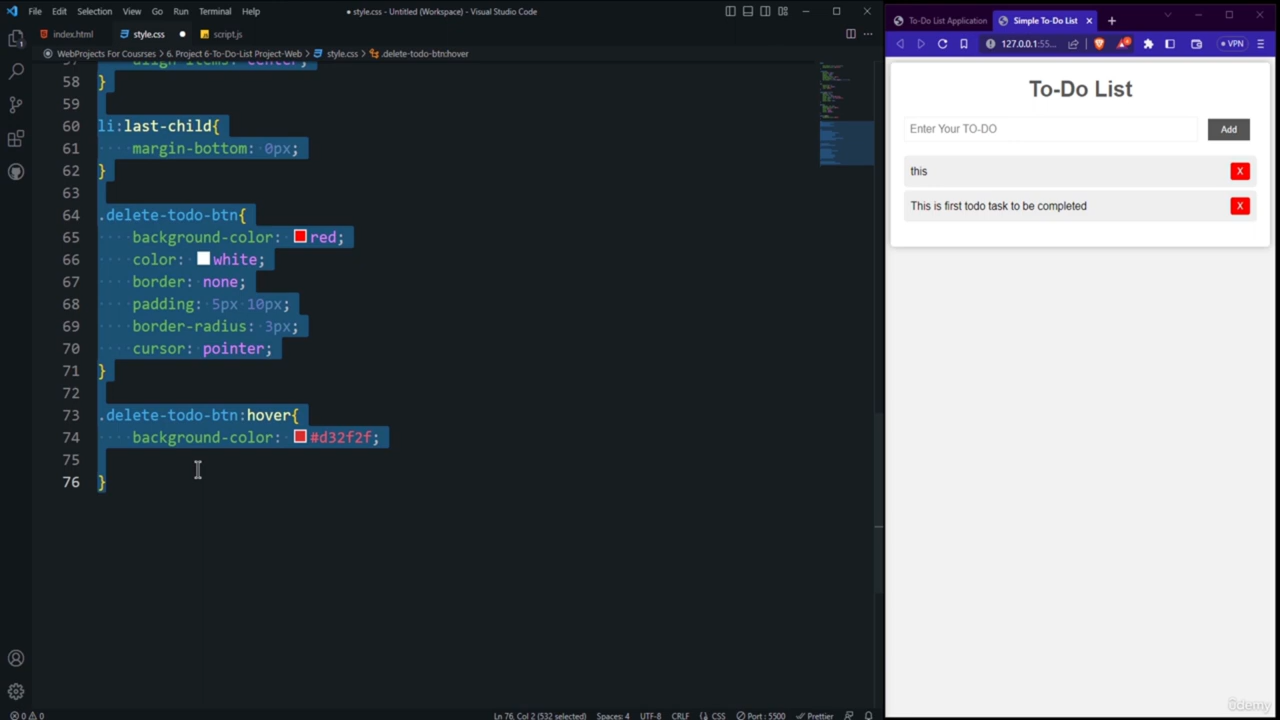 File Edit Selection View Go Run Terminal Help
● style.css - Untitled (Workspace) - Visual Studio Code
index.html
style.css
script.js
WebProjects For Courses > 6. Project 6-To-Do-List Project-Web > style.css > .delete-todo-btn:hover
57 align-items: center;
58 }
59
60 li:last-child{
61 margin-bottom: 0px;
62 }
63
64 .delete-todo-btn{
65 background-color: red;
66 color: white;
67 border: none;
68 padding: 5px 10px;
69 border-radius: 3px;
70 cursor: pointer;
71 }
72
73 .delete-todo-btn:hover{
74 background-color: #d32f2f;
75
76 }
0 0 Ln 76, Col 2 (532 selected) Spaces: 4 UTF-8 CRLF {} CSS Port : 5500 Prettier
To-Do List Application
Simple To-Do List
127.0.0.1:55...
VPN
To-Do List
Enter Your TO-DO
Add
this
X
This is first todo task to be completed
X
ûdemy